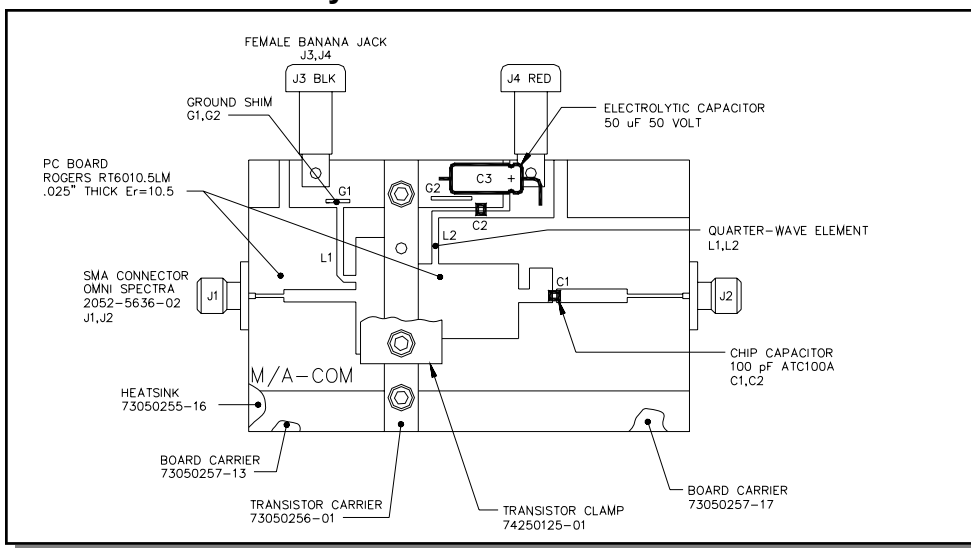 FEMALE BANANA JACK
J3,J4
J3 BLK
J4 RED
GROUND SHIM
G1,G2
ELECTROLYTIC CAPACITOR
50 uF 50 VOLT
PC BOARD
ROGERS RT6010.5LM
.025" THICK Er=10.5
G1
G2
C3 +
C2
QUARTER-WAVE ELEMENT
L1,L2
L1
L2
SMA CONNECTOR
OMNI SPECTRA
2052-5636-02
J1,J2
J1
C1
J2
CHIP CAPACITOR
100 pF ATC100A
C1,C2
M/A-COM
HEATSINK
73050255-16
BOARD CARRIER
73050257-13
TRANSISTOR CARRIER
73050256-01
TRANSISTOR CLAMP
74250125-01
BOARD CARRIER
73050257-17